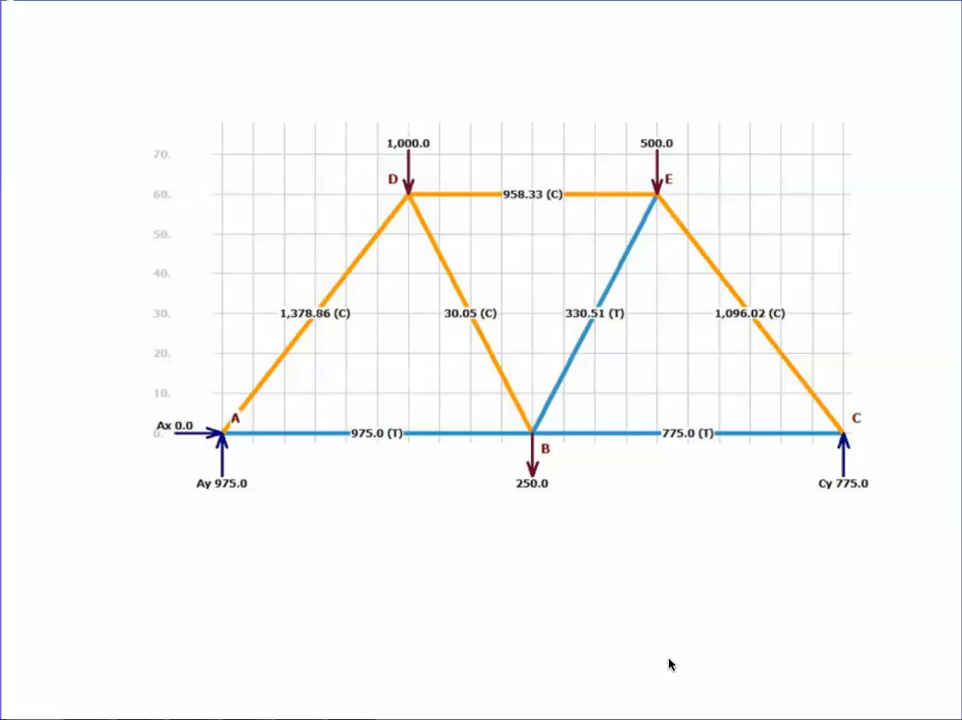 1,000.0
500.0
70.
D
E
60.
958.33 (C)
50.
40.
1,378.86 (C)
30.05 (C)
330.51 (T)
1,096.02 (C)
30.
20.
10.
A
C
Ax 0.0
0.
975.0 (T)
775.0 (T)
B
Ay 975.0
250.0
Cy 775.0